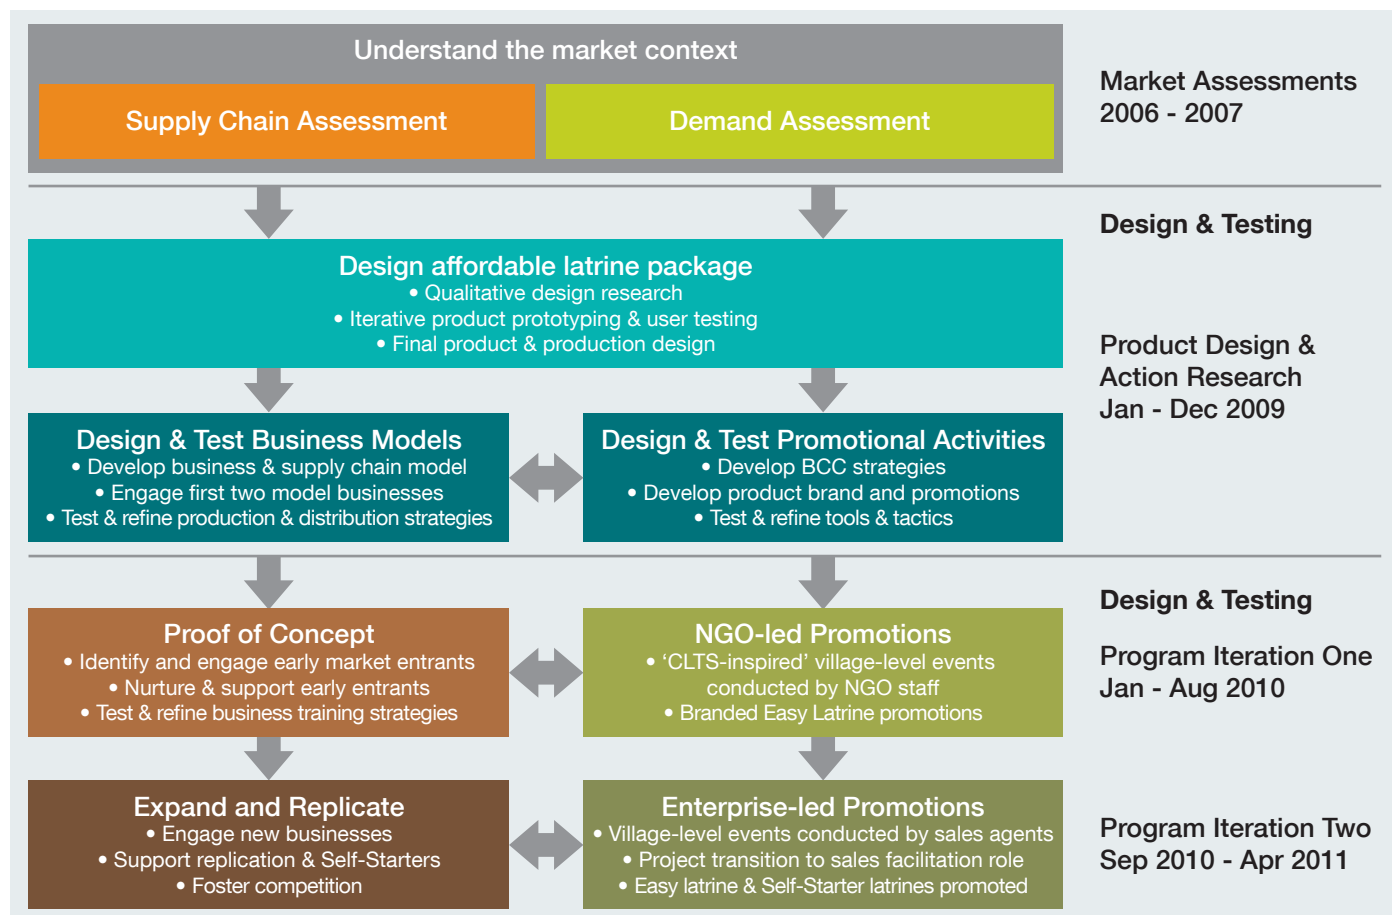 Understand the market context
Supply Chain Assessment
Demand Assessment
Market Assessments
2006 - 2007
Design & Testing
Design affordable latrine package
• Qualitative design research
• Iterative product prototyping & user testing
• Final product & production design
Product Design &
Action Research
Jan - Dec 2009
Design & Test Business Models
• Develop business & supply chain model
• Engage first two model businesses
• Test & refine production & distribution strategies
Design & Test Promotional Activities
• Develop BCC strategies
• Develop product brand and promotions
• Test & refine tools & tactics
Design & Testing
Proof of Concept
• Identify and engage early market entrants
• Nurture & support early entrants
• Test & refine business training strategies
NGO-led Promotions
• ‘CLTS-inspired’ village-level events
conducted by NGO staff
• Branded Easy Latrine promotions
Program Iteration One
Jan - Aug 2010
Expand and Replicate
• Engage new businesses
• Support replication & Self-Starters
• Foster competition
Enterprise-led Promotions
• Village-level events conducted by sales agents
• Project transition to sales facilitation role
• Easy latrine & Self-Starter latrines promoted
Program Iteration Two
Sep 2010 - Apr 2011